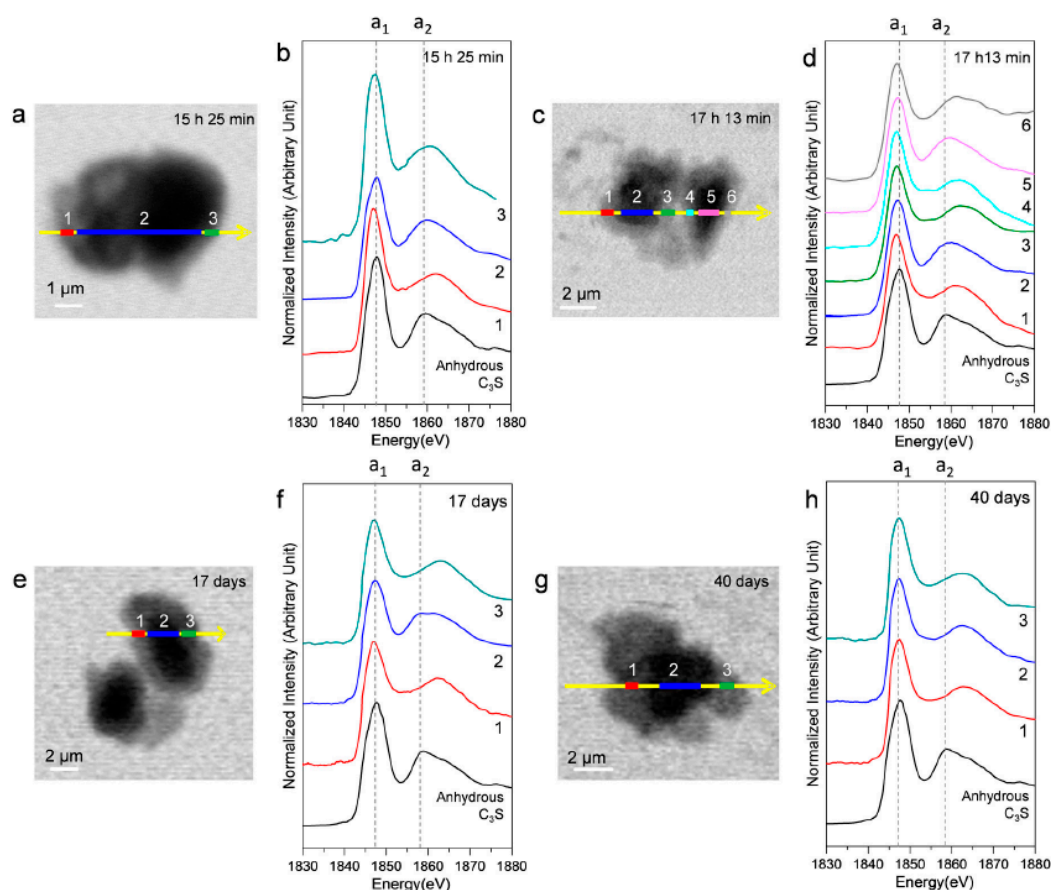 a
15 h 25 min
1
2
3
1 µm
a₁ a₂
b
15 h 25 min
Normalized Intensity (Arbitrary Unit)
3
2
1
Anhydrous
C₃S
1830 1840 1850 1860 1870 1880
Energy(eV)
c
17 h 13 min
1 2 3 4 5 6
2 µm
a₁ a₂
d
17 h13 min
Normalized Intensity (Arbitrary Unit)
6
5
4
3
2
1
Anhydrous
C₃S
1830 1840 1850 1860 1870 1880
Energy(eV)
e
17 days
1 2 3
2 µm
a₁ a₂
f
17 days
Normalized Intensity (Arbitrary Unit)
3
2
1
Anhydrous
C₃S
1830 1840 1850 1860 1870 1880
Energy(eV)
g
40 days
1 2 3
2 µm
a₁ a₂
h
40 days
Normalized Intensity (Arbitrary Unit)
3
2
1
Anhydrous
C₃S
1830 1840 1850 1860 1870 1880
Energy(eV)